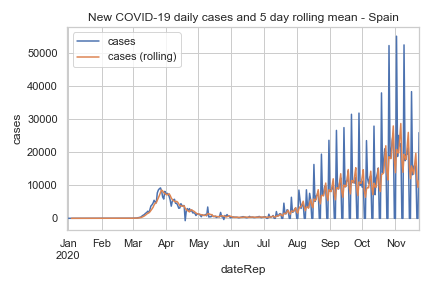 New COVID-19 daily cases and 5 day rolling mean - Spain
cases
cases (rolling)
50000
40000
30000
20000
10000
0
cases
Jan Feb Mar Apr May Jun Jul Aug Sep Oct Nov
2020
dateRep